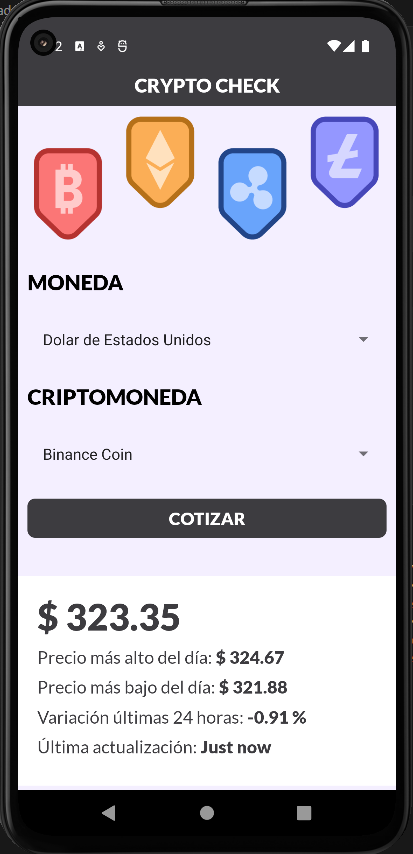 2
CRYPTO CHECK
MONEDA
Dolar de Estados Unidos
CRIPTOMONEDA
Binance Coin
COTIZAR
$ 323.35
Precio más alto del día: $ 324.67
Precio más bajo del día: $ 321.88
Variación últimas 24 horas: -0.91 %
Última actualización: Just now